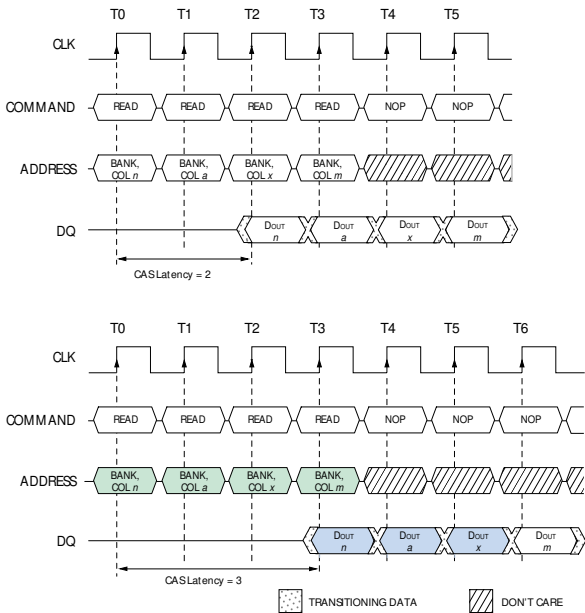 T0 T1 T2 T3 T4 T5
CLK
COMMAND READ READ READ READ NOP NOP
ADDRESS BANK, COL n BANK, COL a BANK, COL x BANK, COL m
DQ DOUT n DOUT a DOUT x DOUT m
CAS Latency = 2
T0 T1 T2 T3 T4 T5 T6
CLK
COMMAND READ READ READ READ NOP NOP NOP
ADDRESS BANK, COL n BANK, COL a BANK, COL x BANK, COL m
DQ DOUT n DOUT a DOUT x DOUT m
CAS Latency = 3
TRANSITIONING DATA DON'T CARE